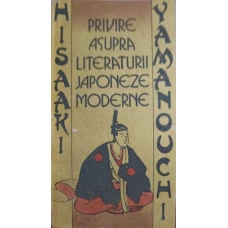 HISAAKI
YAMANOUCHI
PRIVIRE
ASUPRA
LITERATURII
JAPONEZE
MODERNE